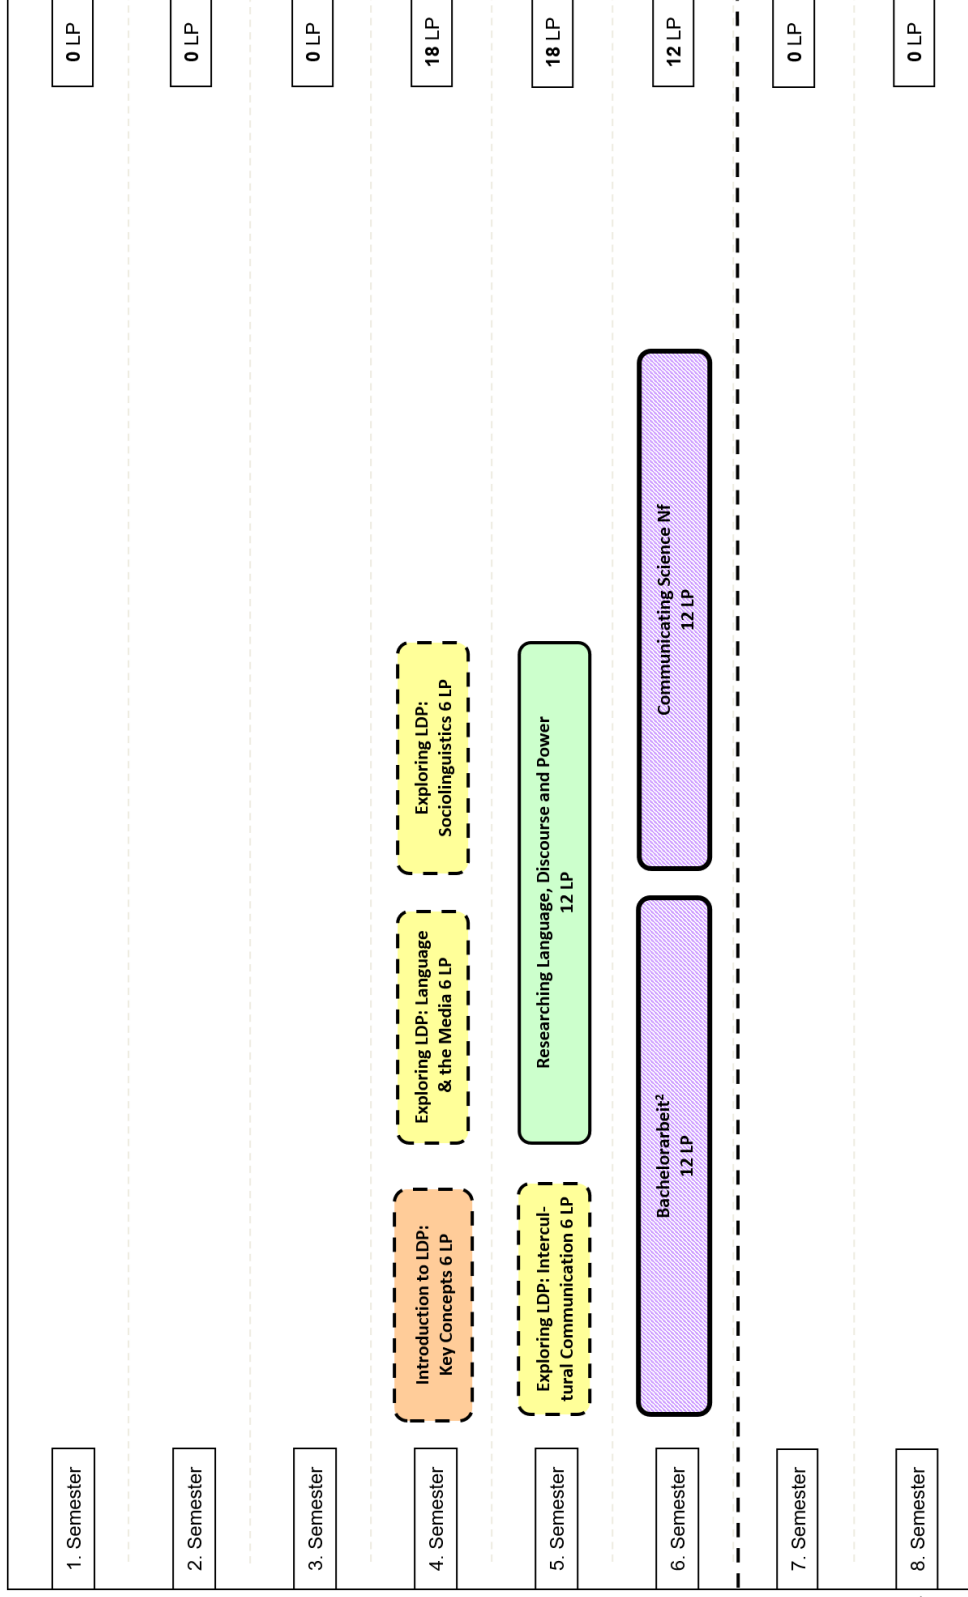 1. Semester
0 LP
2. Semester
0 LP
3. Semester
0 LP
4. Semester
Introduction to LDP:
Key Concepts 6 LP
Exploring LDP: Language
& the Media 6 LP
Exploring LDP:
Sociolinguistics 6 LP
18 LP
5. Semester
Exploring LDP: Intercul-
tural Communication 6 LP
Researching Language, Discourse and Power
12 LP
18 LP
6. Semester
Bachelorarbeit²
12 LP
Communicating Science Nf
12 LP
12 LP
7. Semester
0 LP
8. Semester
0 LP